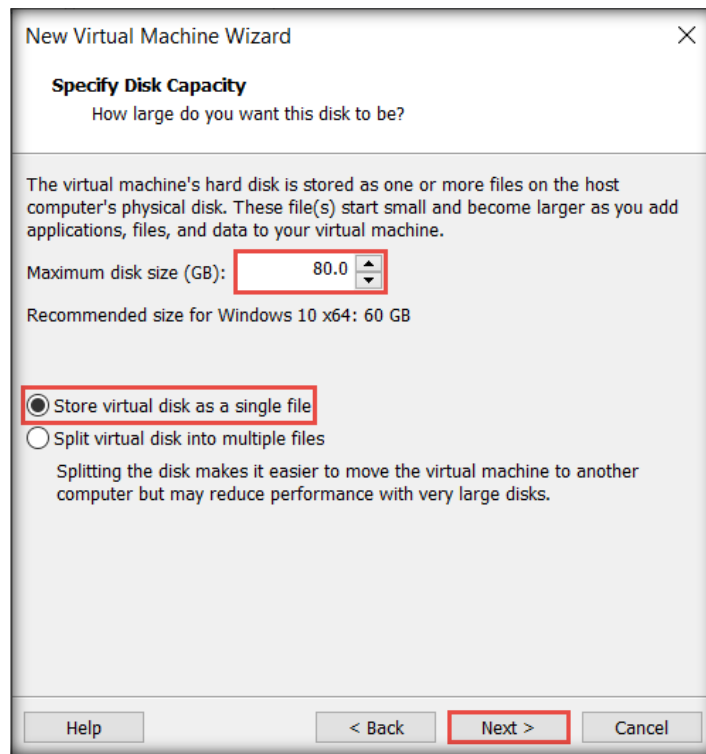 New Virtual Machine Wizard
Specify Disk Capacity
How large do you want this disk to be?
The virtual machine's hard disk is stored as one or more files on the host
computer's physical disk. These file(s) start small and become larger as you add
applications, files, and data to your virtual machine.
Maximum disk size (GB): 80.0
Recommended size for Windows 10 x64: 60 GB
Store virtual disk as a single file
Split virtual disk into multiple files
Splitting the disk makes it easier to move the virtual machine to another
computer but may reduce performance with very large disks.
Help < Back Next > Cancel